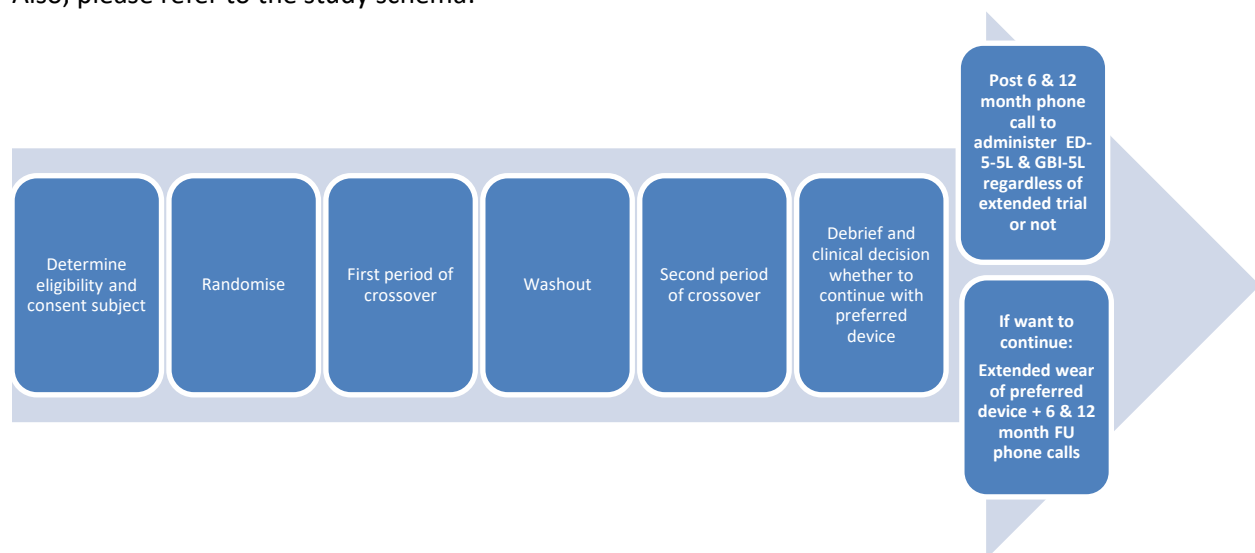 Also, please refer to the study schema.
Determine
eligibility and
consent subject
Randomise
First period of
crossover
Washout
Second period
of crossover
Debrief and
clinical decision
whether to
continue with
preferred
device
Post 6 & 12
month phone
call to
administer ED-
5-5L & GBI-5L
regardless of
extended trial
or not
If want to
continue:
Extended wear
of preferred
device + 6 & 12
month FU
phone calls